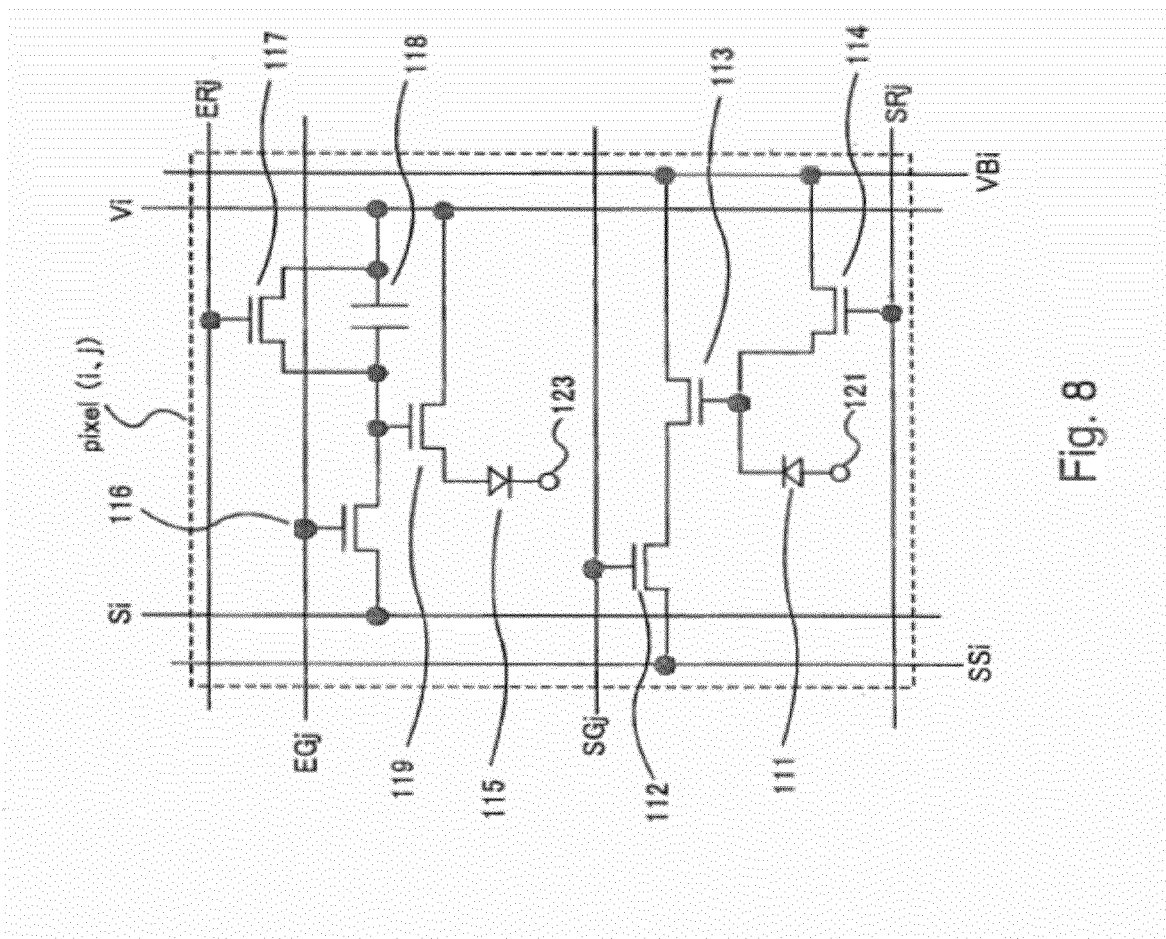 pixel (i、j)
116
117
118
113
114
ERj
Vi
VBi
SRj
Si
EGj
SGj
SSi
119
115
112
111
123
121
Fig. 8